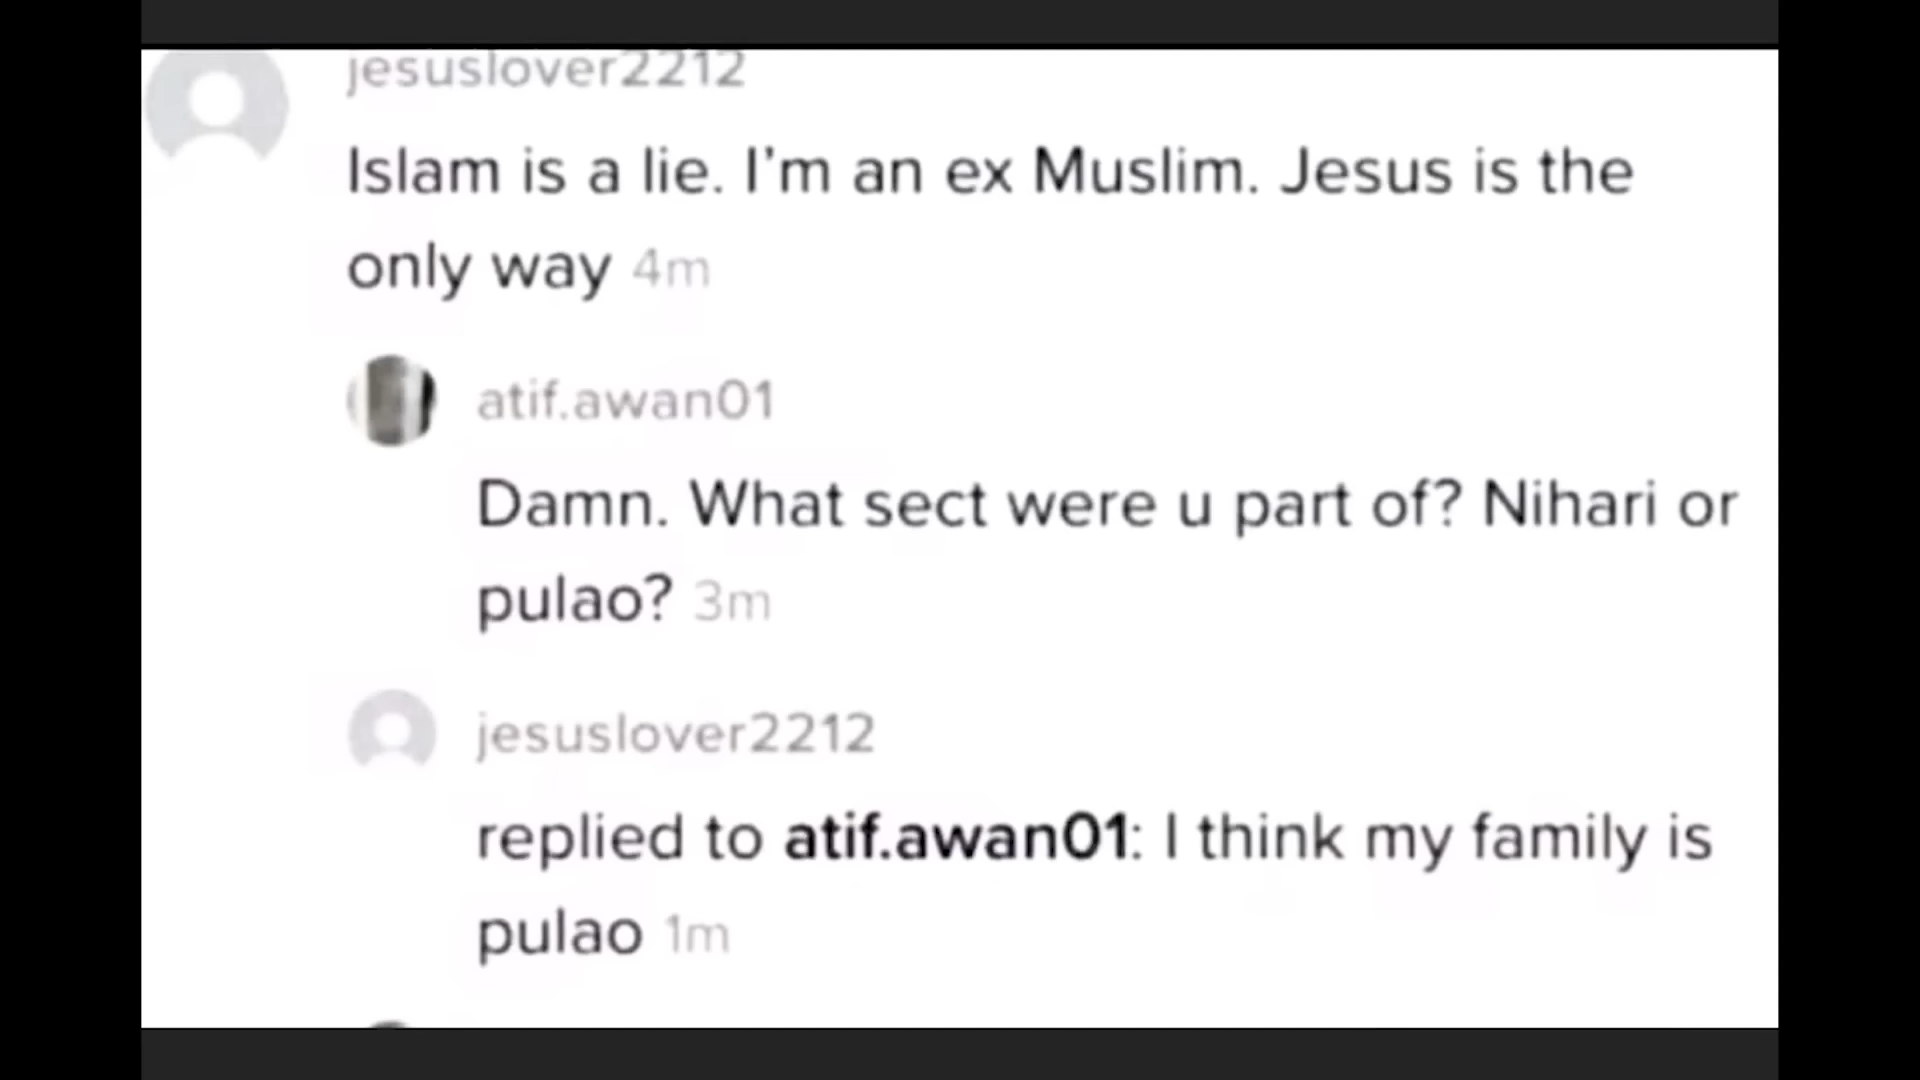 jesuslover2212
Islam is a lie. I'm an ex Muslim. Jesus is the
only way 4m
atif.awan01
Damn. What sect were u part of? Nihari or
pulao? 3m
jesuslover2212
replied to atif.awan01: I think my family is
pulao 1m